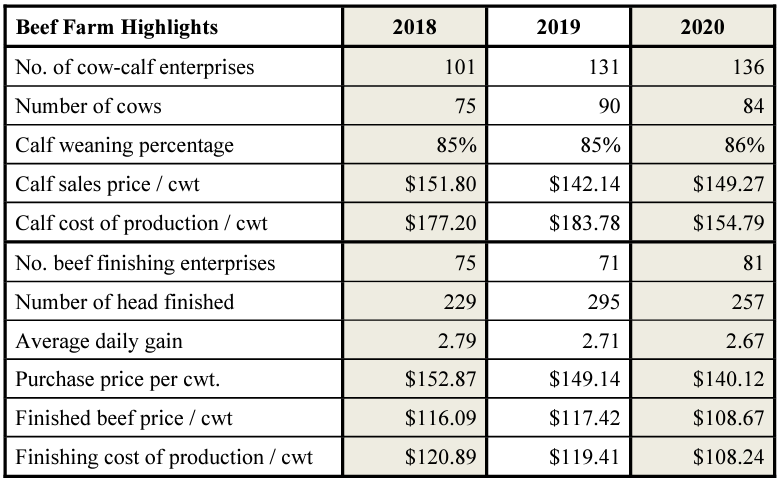 Beef Farm Highlights 2018 2019 2020
No. of cow-calf enterprises 101 131 136
Number of cows 75 90 84
Calf weaning percentage 85% 85% 86%
Calf sales price / cwt $151.80 $142.14 $149.27
Calf cost of production / cwt $177.20 $183.78 $154.79
No. beef finishing enterprises 75 71 81
Number of head finished 229 295 257
Average daily gain 2.79 2.71 2.67
Purchase price per cwt. $152.87 $149.14 $140.12
Finished beef price / cwt $116.09 $117.42 $108.67
Finishing cost of production / cwt $120.89 $119.41 $108.24